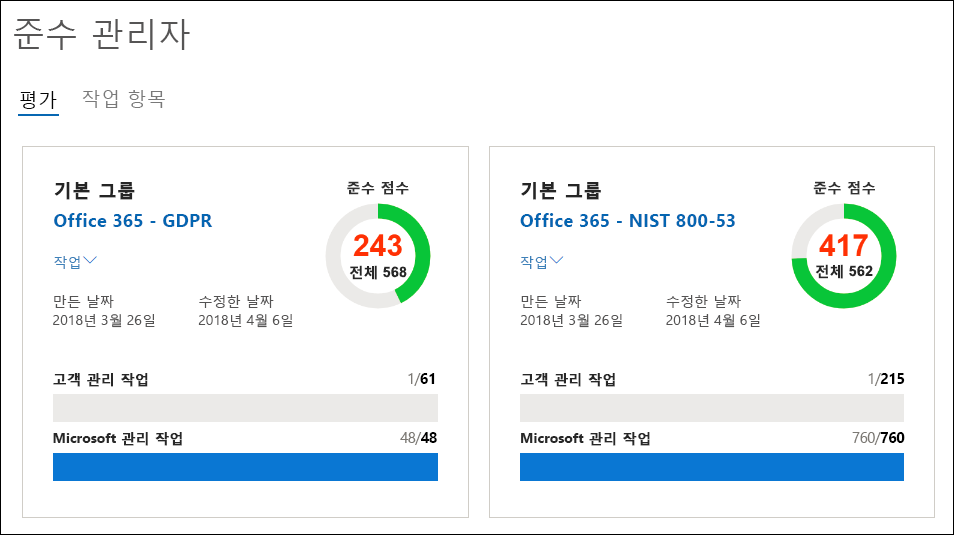 준수 관리자
평가 작업 항목
기본 그룹
Office 365 - GDPR
작업
만든 날짜 수정한 날짜
2018년 3월 26일 2018년 4월 6일
준수 점수
243
전체 568
고객 관리 작업 1/61
Microsoft 관리 작업 48/48
기본 그룹
Office 365 - NIST 800-53
작업
만든 날짜 수정한 날짜
2018년 3월 26일 2018년 4월 6일
준수 점수
417
전체 562
고객 관리 작업 1/215
Microsoft 관리 작업 760/760